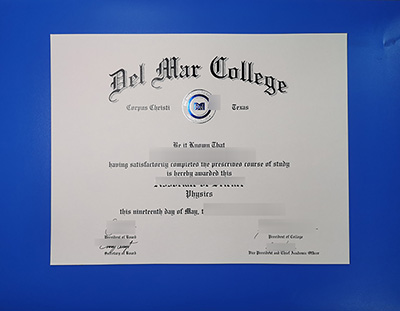 Del Mar College
Corpus Christi Texas
Be it Known That
having satisfactorily completed the prescribed course of study
is hereby awarded this
Physics
this nineteenth day of May,
President of Board
President of College
Secretary of Board
Vice President and Chief Academic Officer